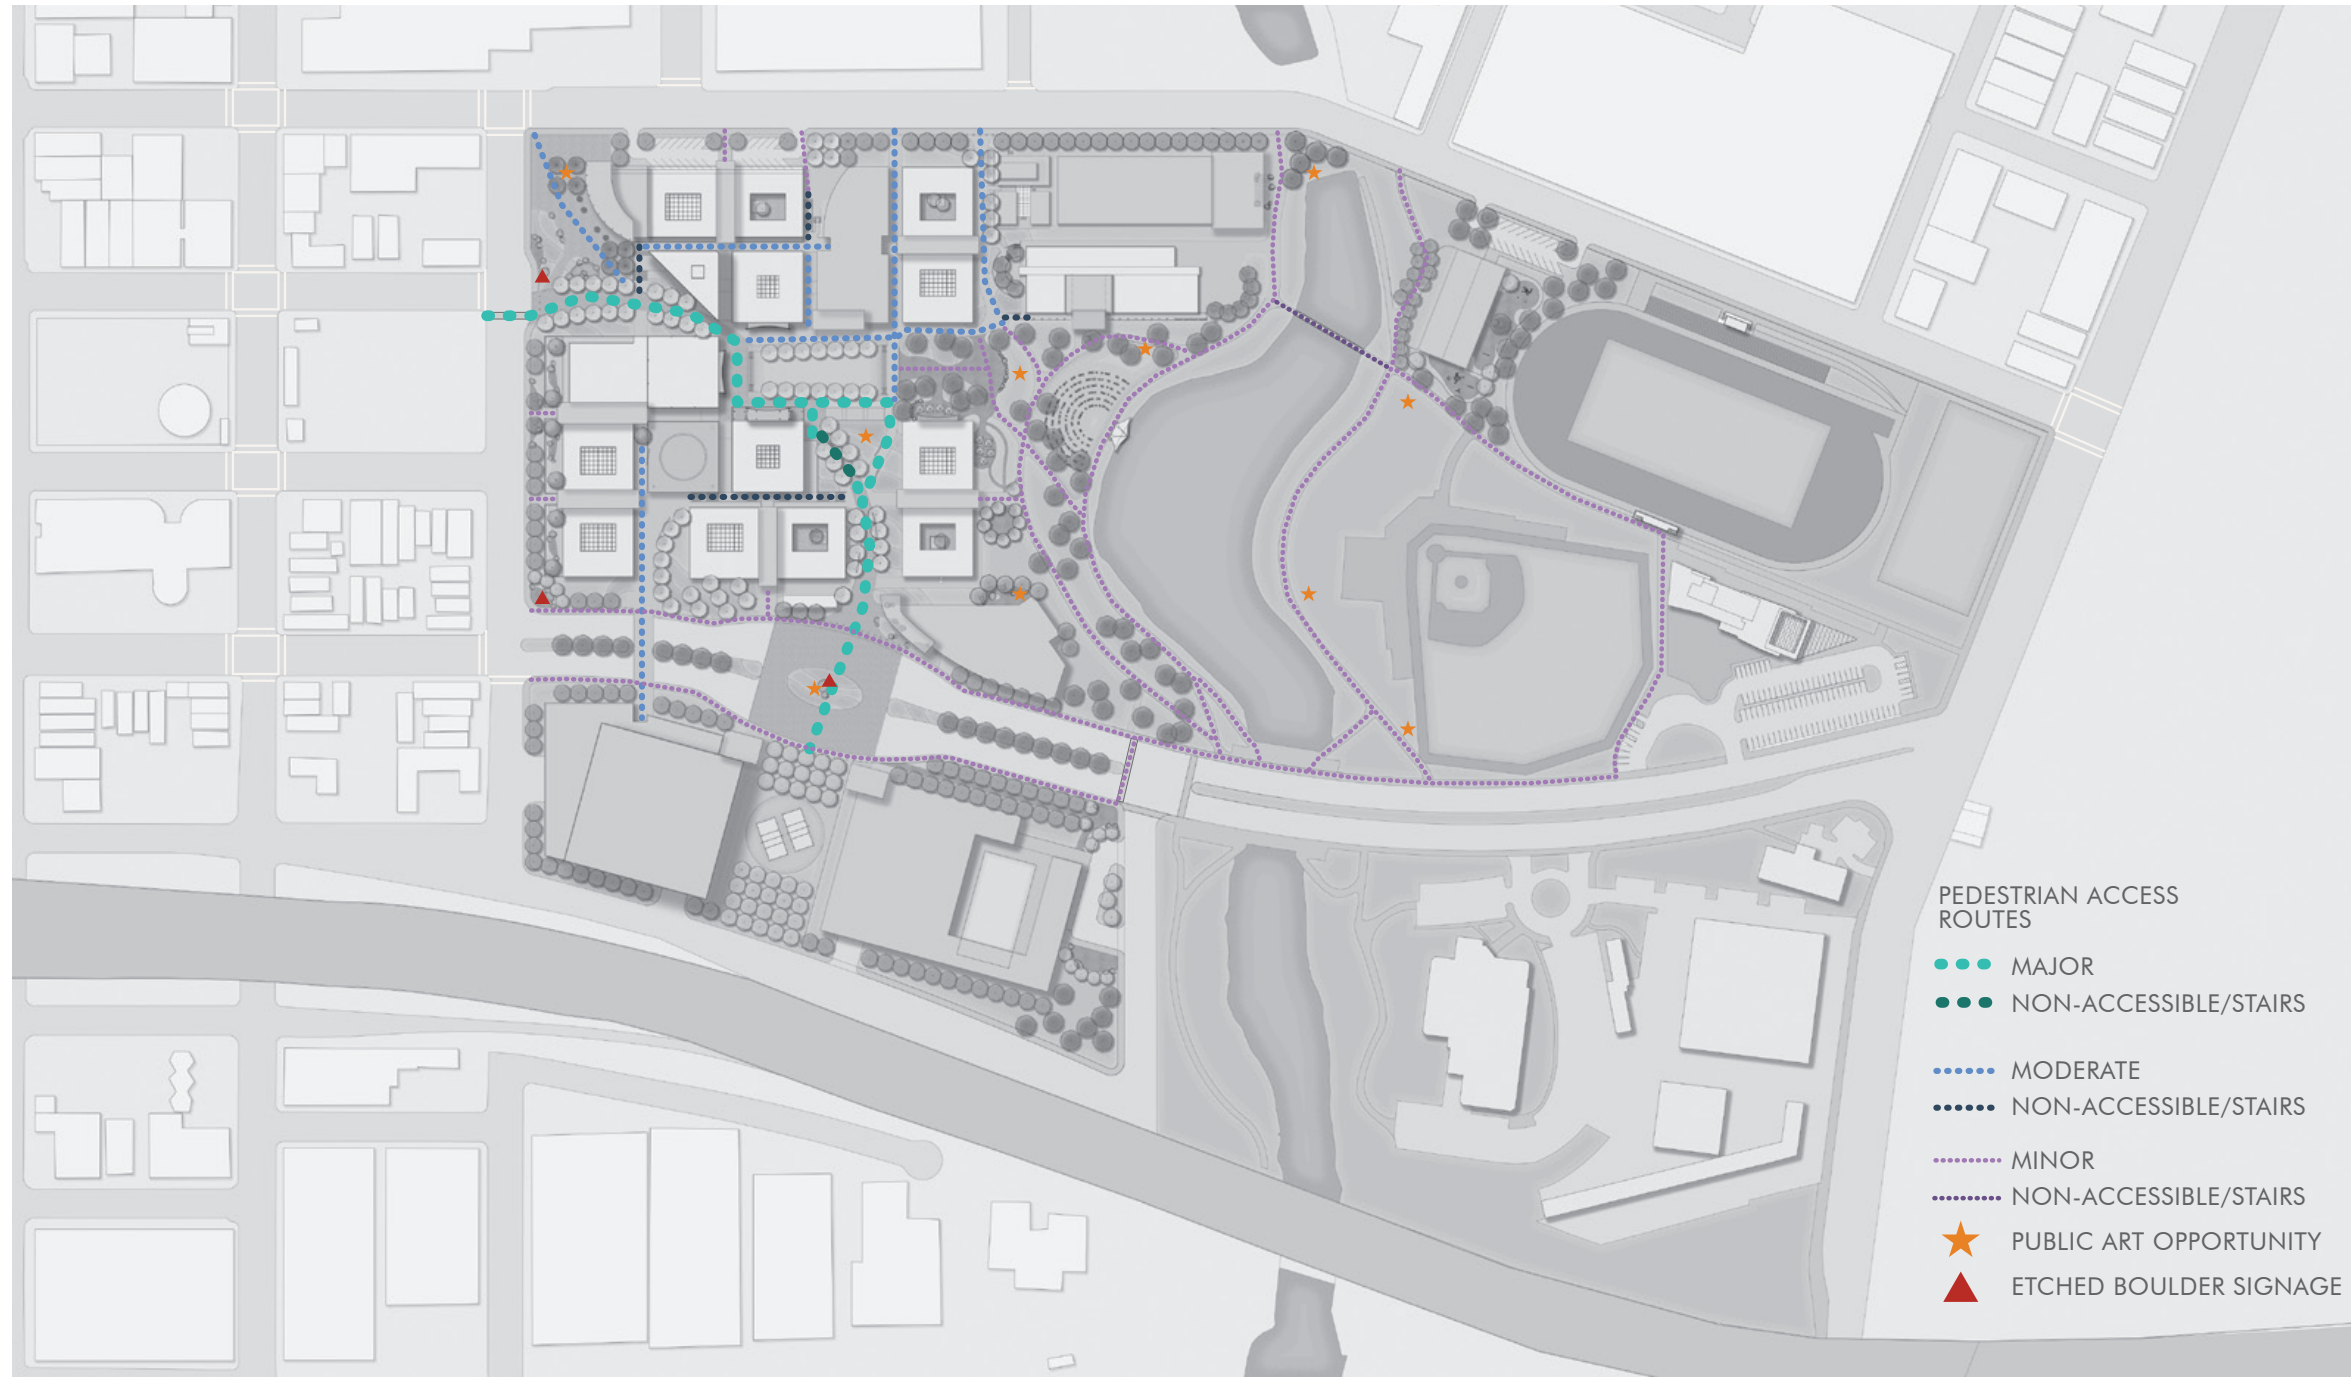 PEDESTRIAN ACCESS
ROUTES
MAJOR
NON-ACCESSIBLE/STAIRS
MODERATE
NON-ACCESSIBLE/STAIRS
MINOR
NON-ACCESSIBLE/STAIRS
PUBLIC ART OPPORTUNITY
ETCHED BOULDER SIGNAGE